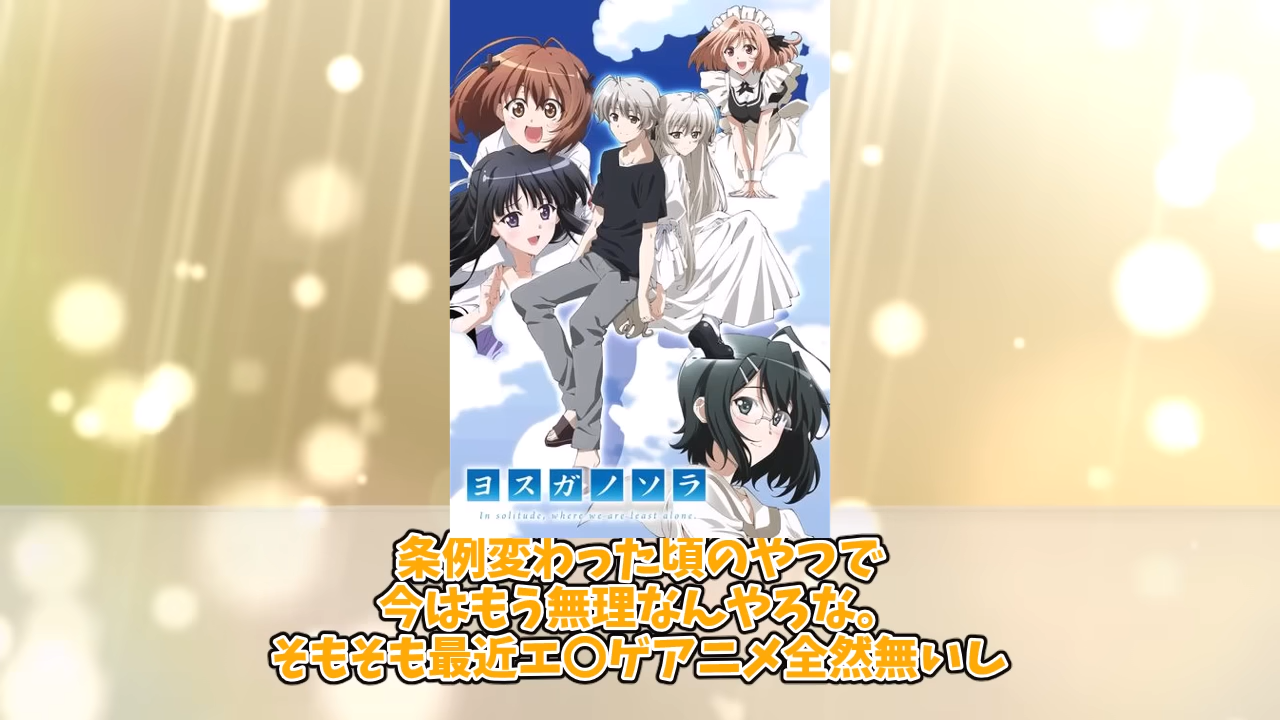 ヨスガノソラ
In solitude, where we are least alone.
条例変わった頃のやつで
今はもう無理なんやろな。
そもそも最近エ〇ゲアニメ全然無いし